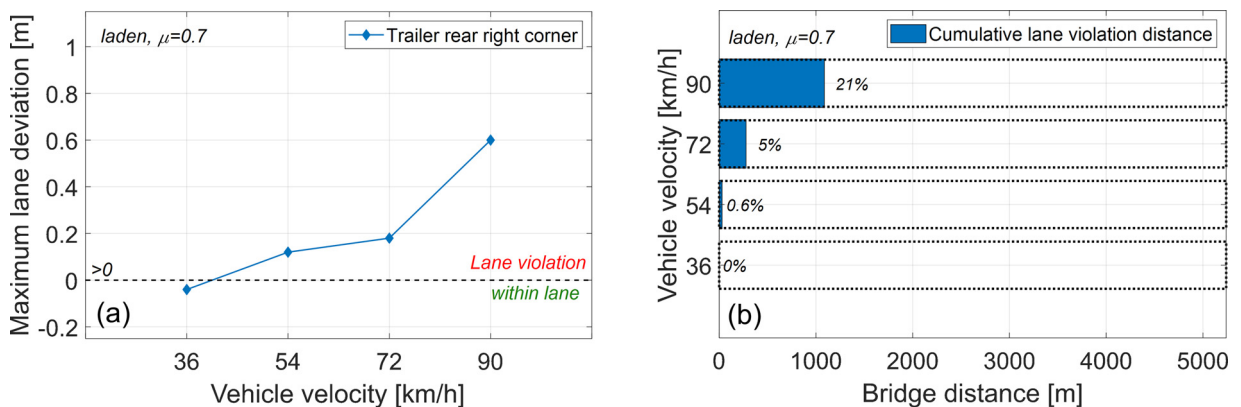 laden, μ=0.7
Trailer rear right corner
Maximum lane deviation [m]
1
0.8
0.6
0.4
0.2
0
-0.2
>0
Lane violation
within lane
(a)
36 54 72 90
Vehicle velocity [km/h]
laden, μ=0.7
Cumulative lane violation distance
Vehicle velocity [km/h]
90
21%
72
5%
54
0.6%
36
0%
(b)
0 1000 2000 3000 4000 5000
Bridge distance [m]